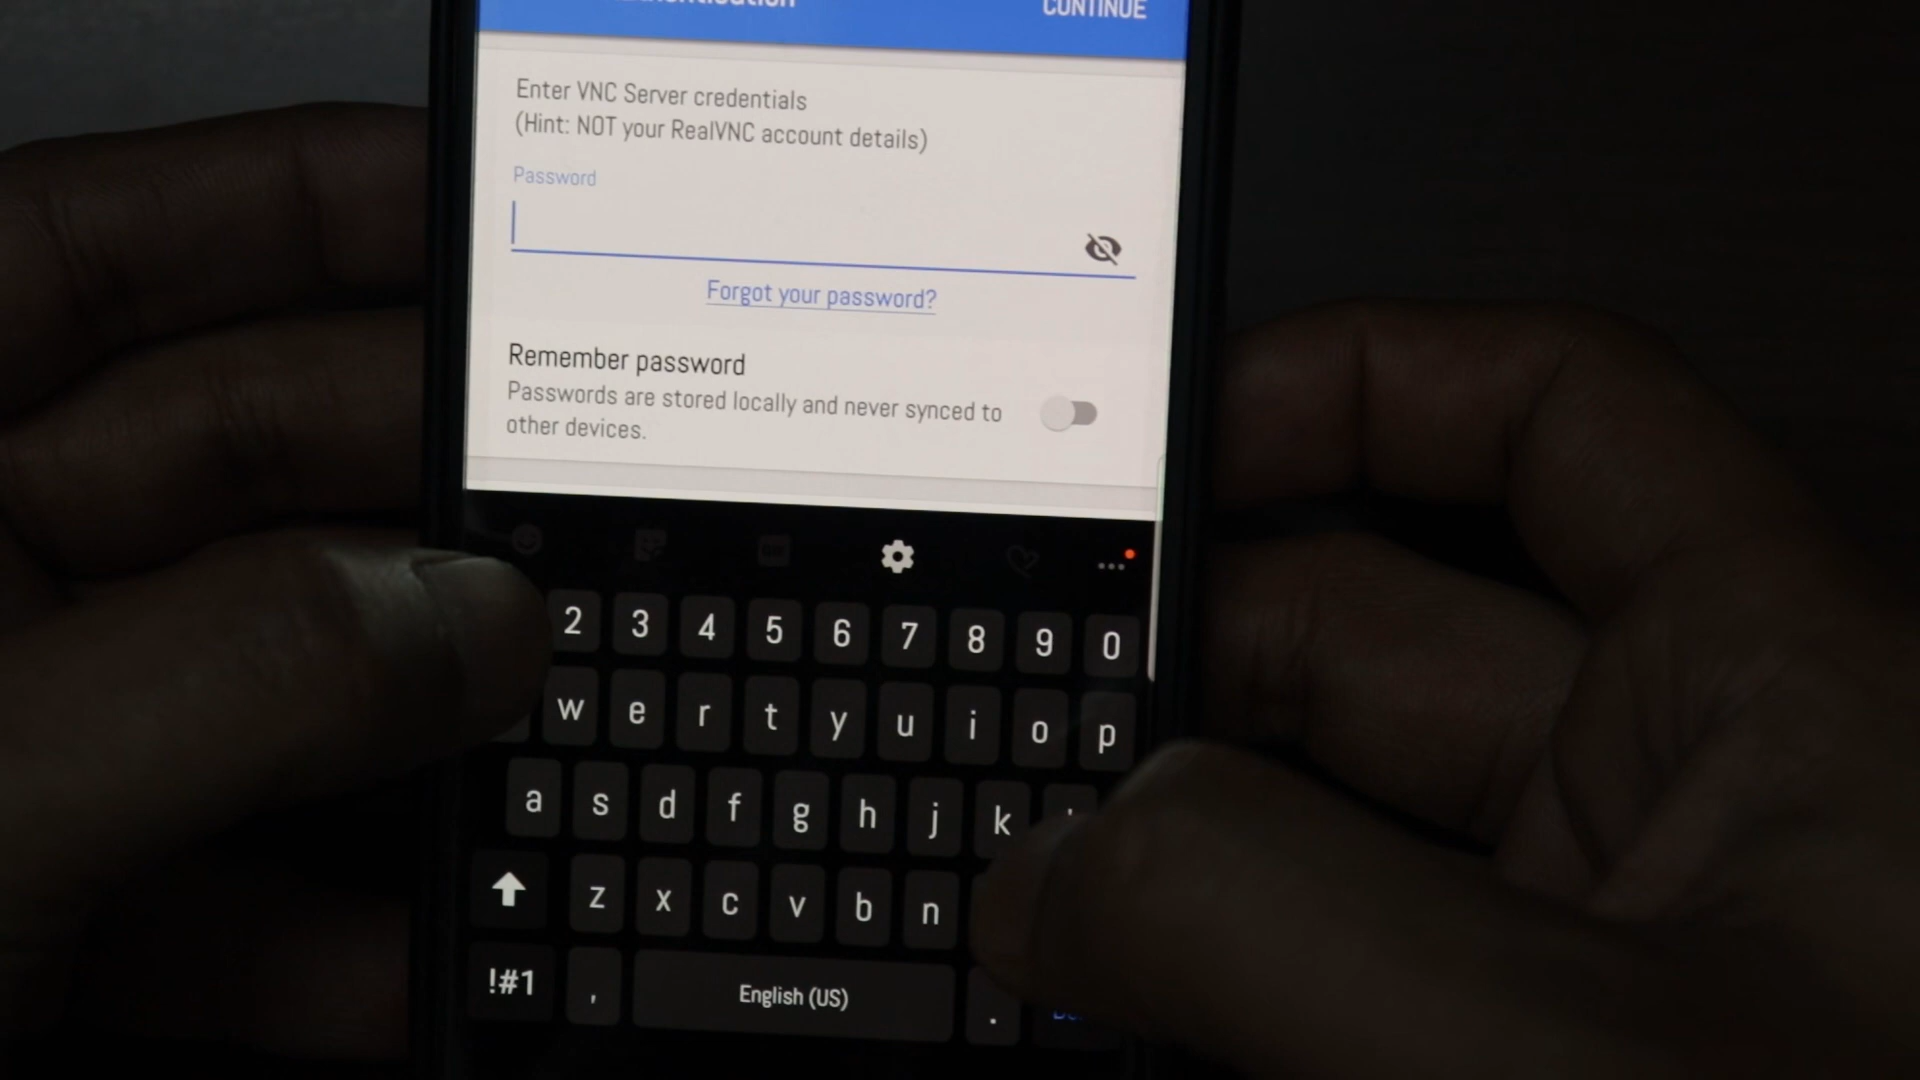 CONTINUE
Enter VNC Server credentials
(Hint: NOT your RealVNC account details)
Password
Forgot your password?
Remember password
Passwords are stored locally and never synced to
other devices.
2 3 4 5 6 7 8 9 0
w e r t y u i o p
a s d f g h j k
z x c v b n
!#1 , English (US) .